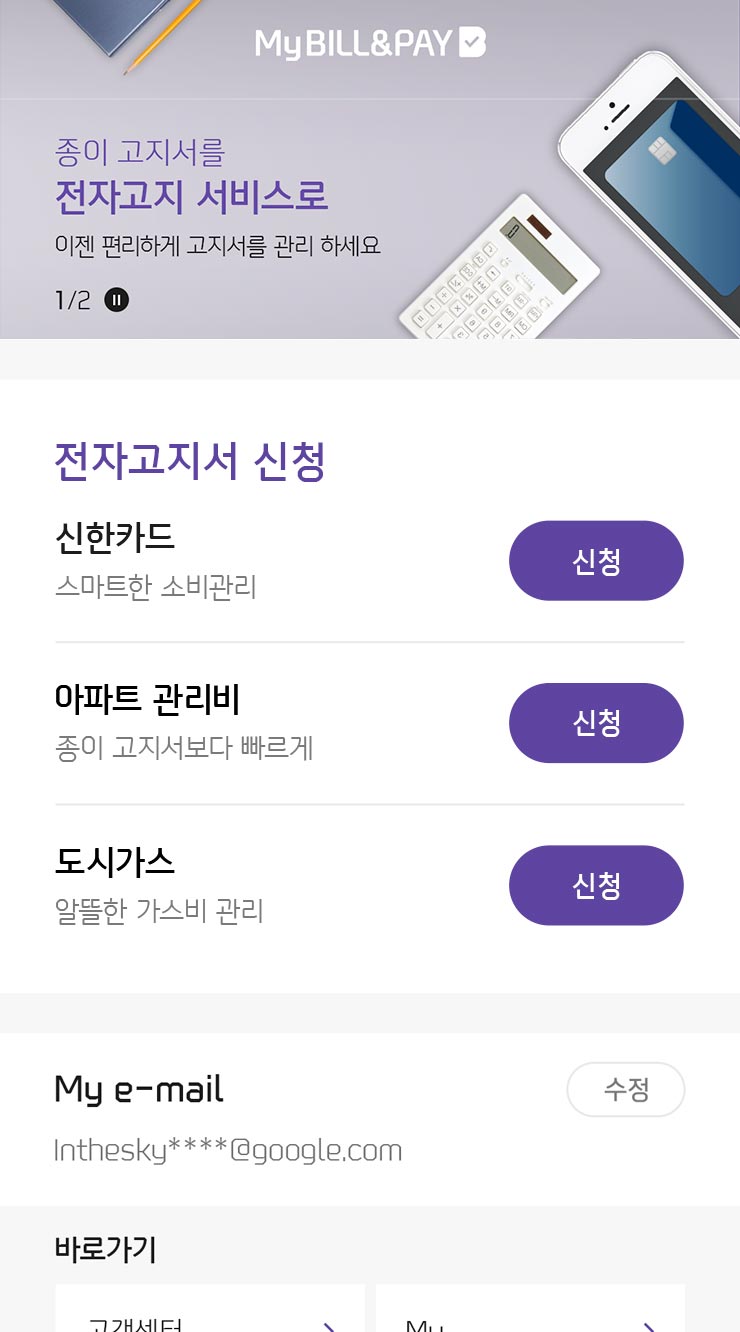 MyBILL&PAY
종이 고지서를
전자고지 서비스로
이젠 편리하게 고지서를 관리 하세요
1/2
전자고지서 신청
신한카드
스마트한 소비관리
신청
아파트 관리비
종이 고지서보다 빠르게
신청
도시가스
알뜰한 가스비 관리
신청
My e-mail
수정
Inthesky****@google.com
바로가기
고객센터
My